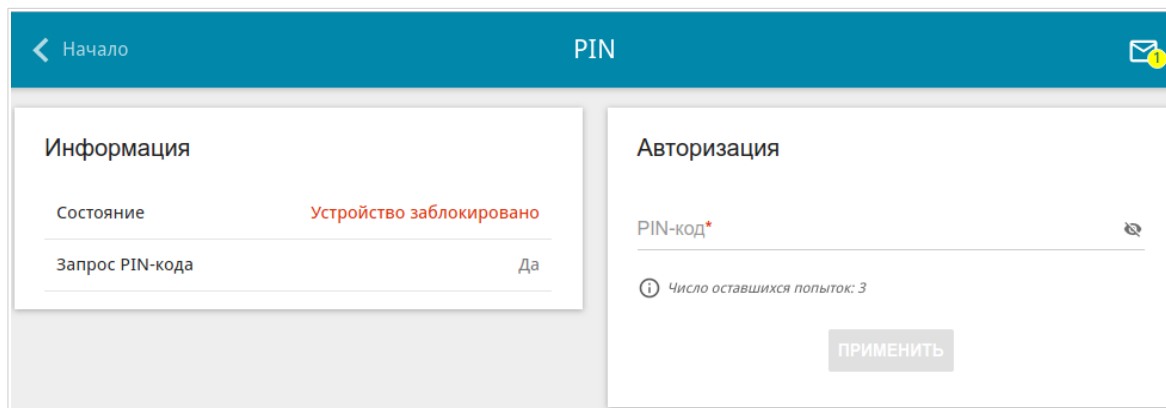 Начало
PIN
1
Информация
Состояние Устройство заблокировано
Запрос PIN-кода Да
Авторизация
PIN-код*
Число оставшихся попыток: 3
ПРИМЕНИТЬ